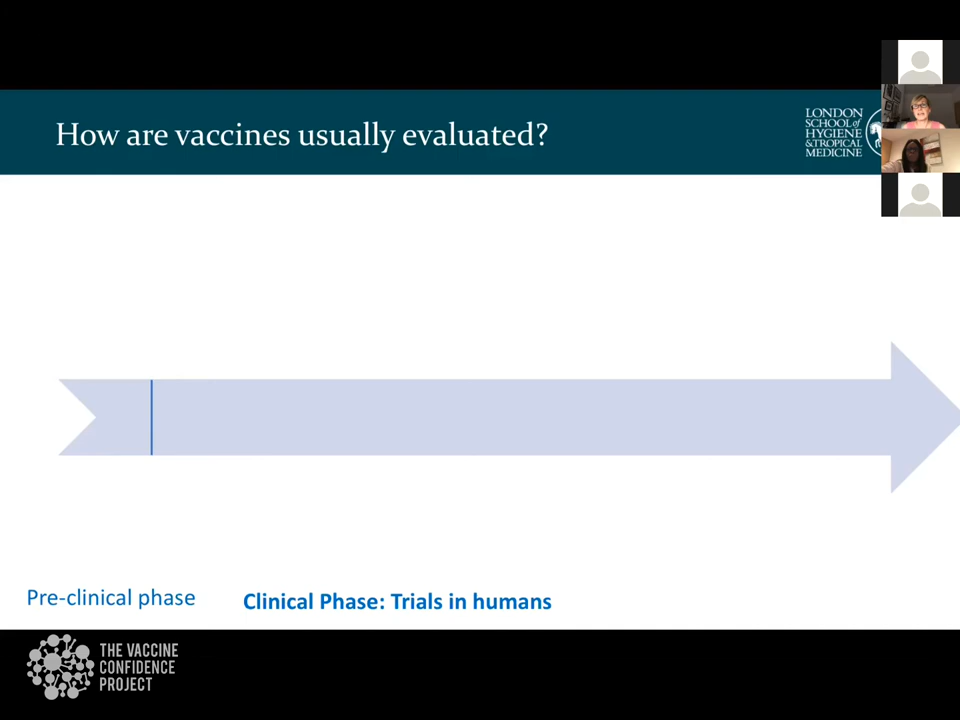 How are vaccines usually evaluated?
LONDON
SCHOOL of
HYGIENE
& TROPICAL
MEDICINE
Pre-clinical phase
Clinical Phase: Trials in humans
THE VACCINE
CONFIDENCE
PROJECT